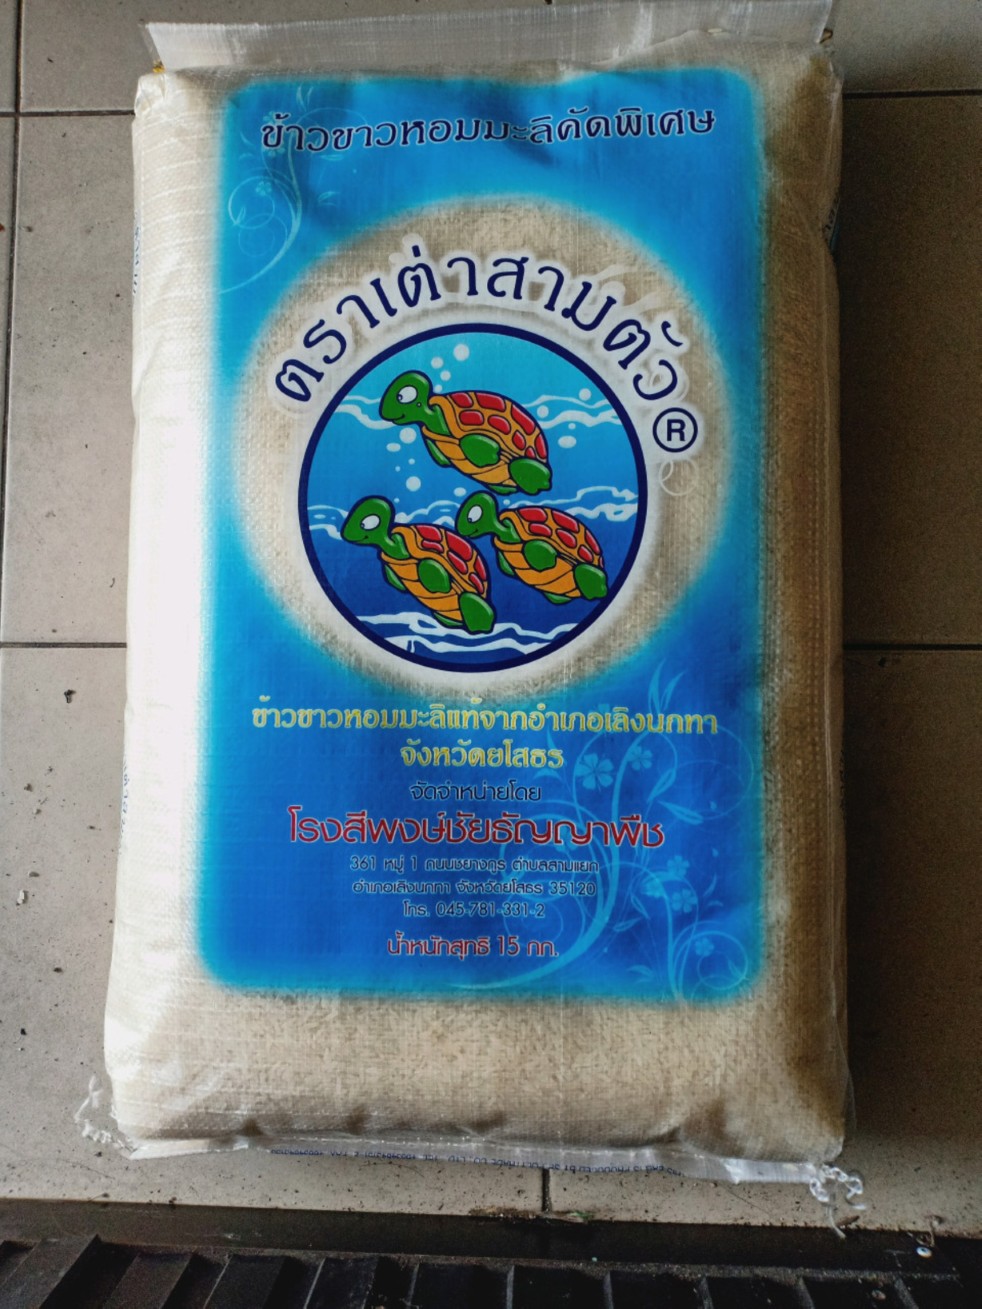 ข้าวขาวหอมมะลิคัดพิเศษ
ตราเต่าสามตัว
®
ข้าวขาวหอมมะลิแท้จากอำเภอเลิงนกทา
จังหวัดยโสธร
จัดจำหน่ายโดย
โรงสีพงษ์ชัยธัญญาพืช
361 หมู่ 1 ถนนชยางกูร ตำบลสามแยก
อำเภอเลิงนกทา จังหวัดยโสธร 35120
โทร. 045-781-331-2
น้ำหนักสุทธิ 15 กก.